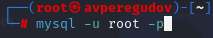 ┌──(root㉿avperegudov)-[
└─# mysql -u root -p